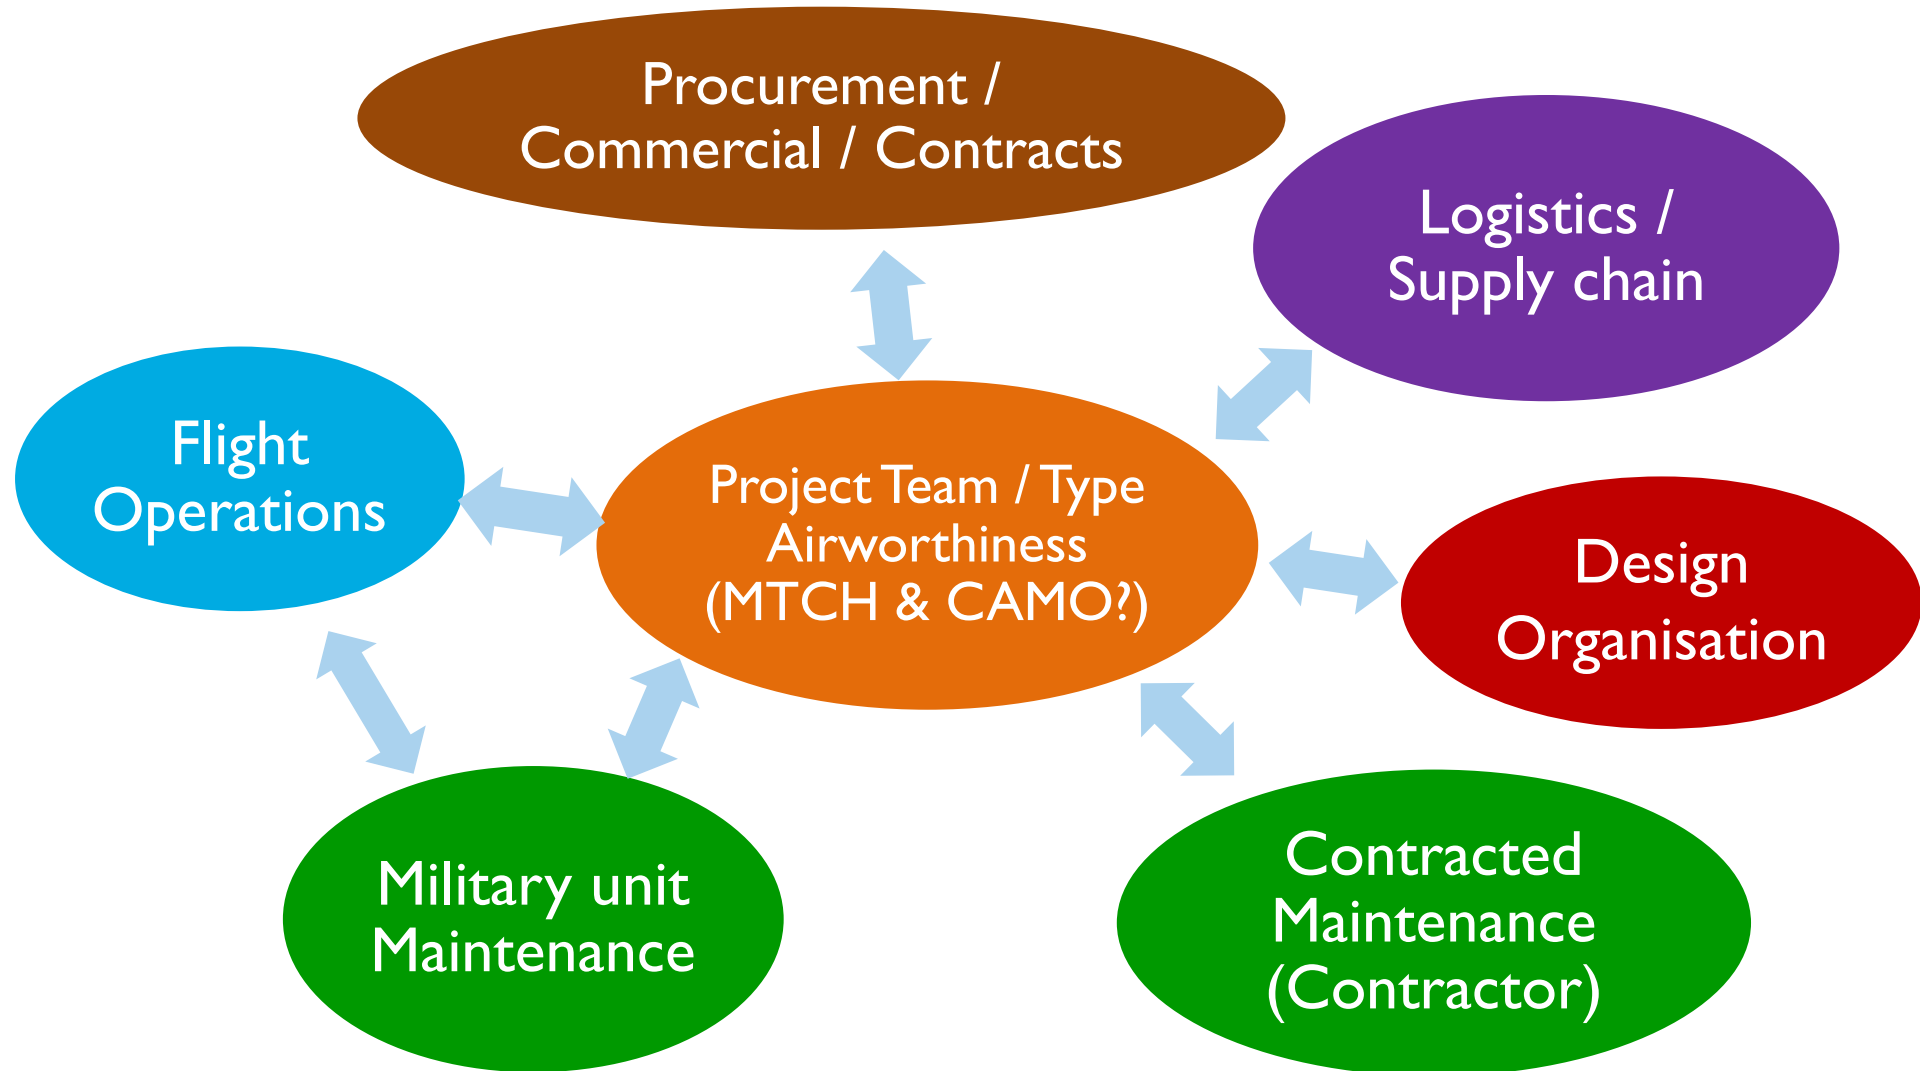 Procurement /
Commercial / Contracts
Logistics /
Supply chain
Flight
Operations
Project Team / Type
Airworthiness
(MTCH & CAMO?)
Design
Organisation
Military unit
Maintenance
Contracted
Maintenance
(Contractor)